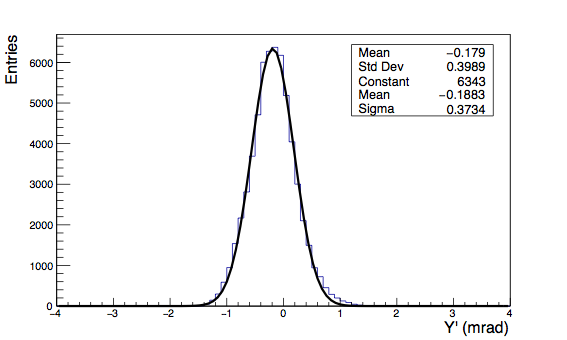 Entries
Mean -0.179
Std Dev 0.3989
Constant 6343
Mean -0.1883
Sigma 0.3734
6000
5000
4000
3000
2000
1000
0
−4 −3 −2 −1 0 1 2 3 4
Y' (mrad)